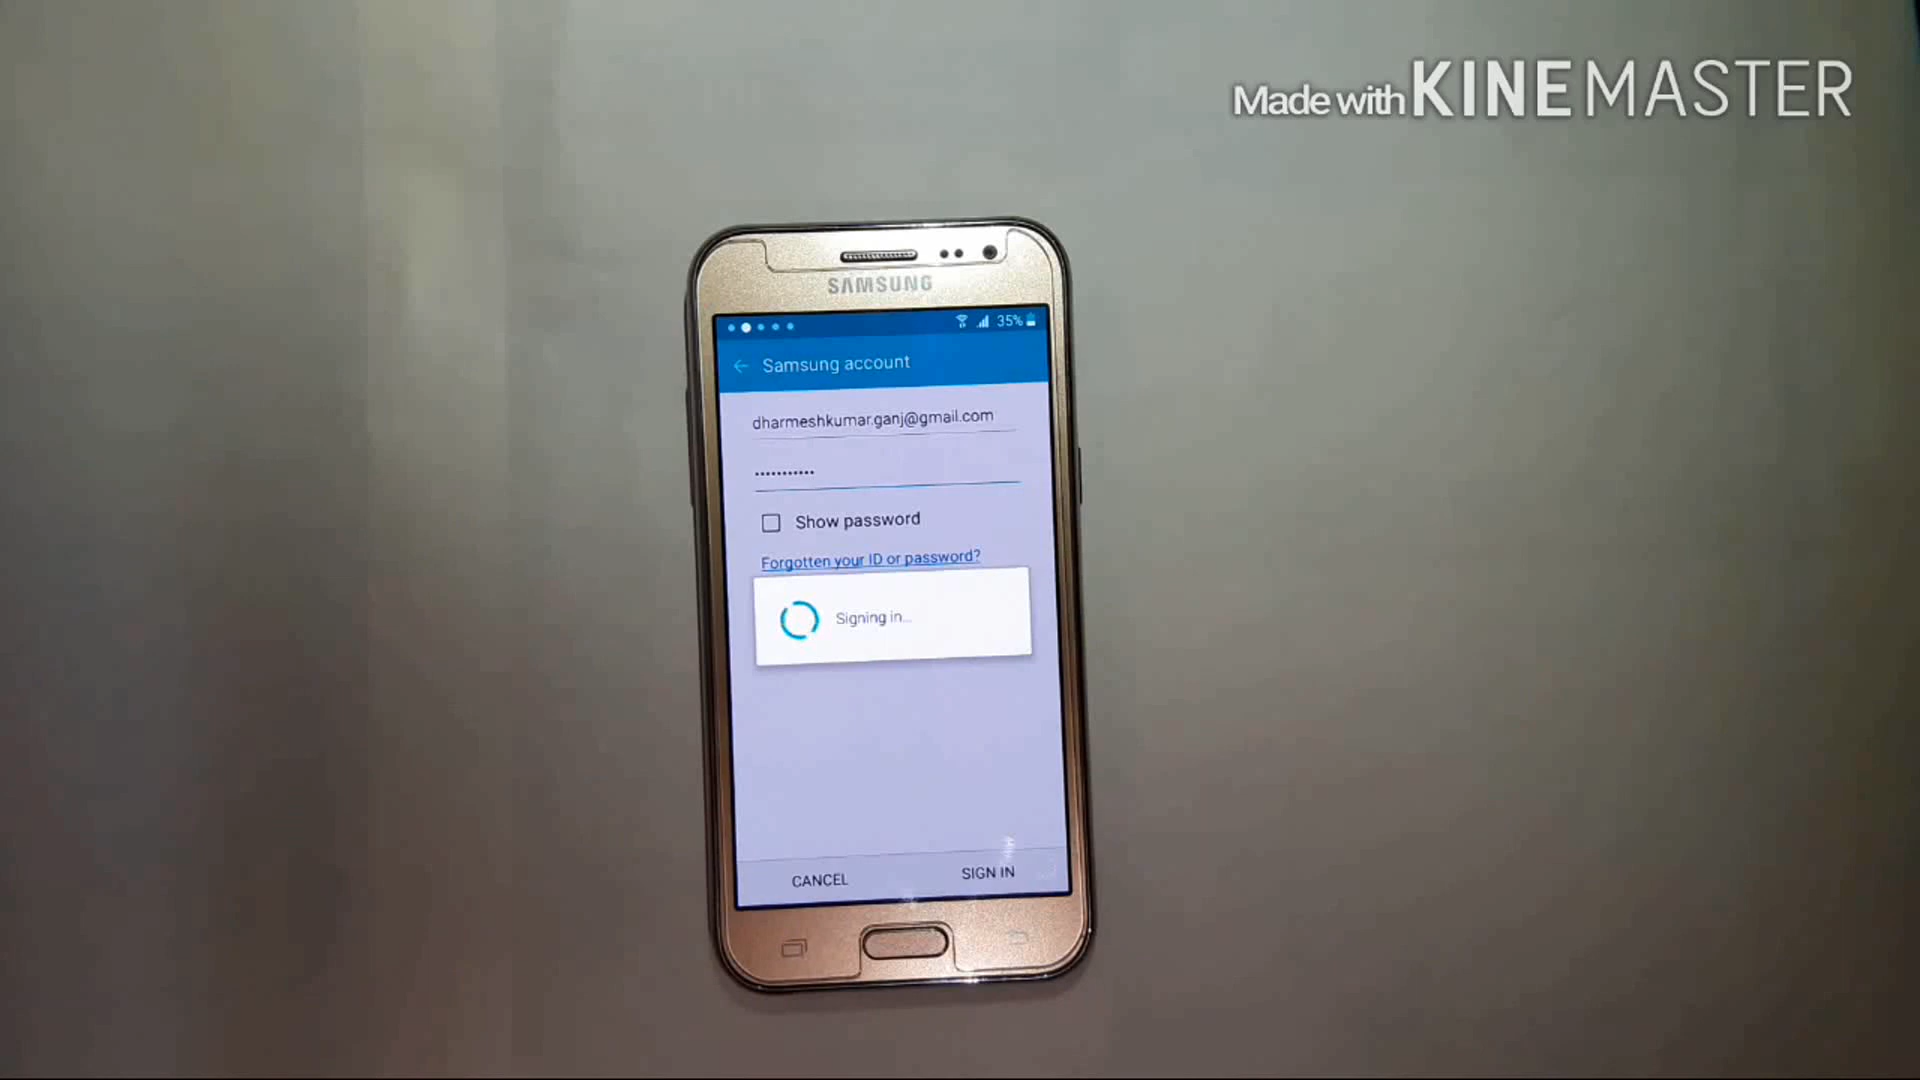 Made with KINEMASTER
SAMSUNG
35%
Samsung account
dharmeshkumar.ganj@gmail.com
•••••••••••
Show password
Forgotten your ID or password?
Signing in...
CANCEL
SIGN IN